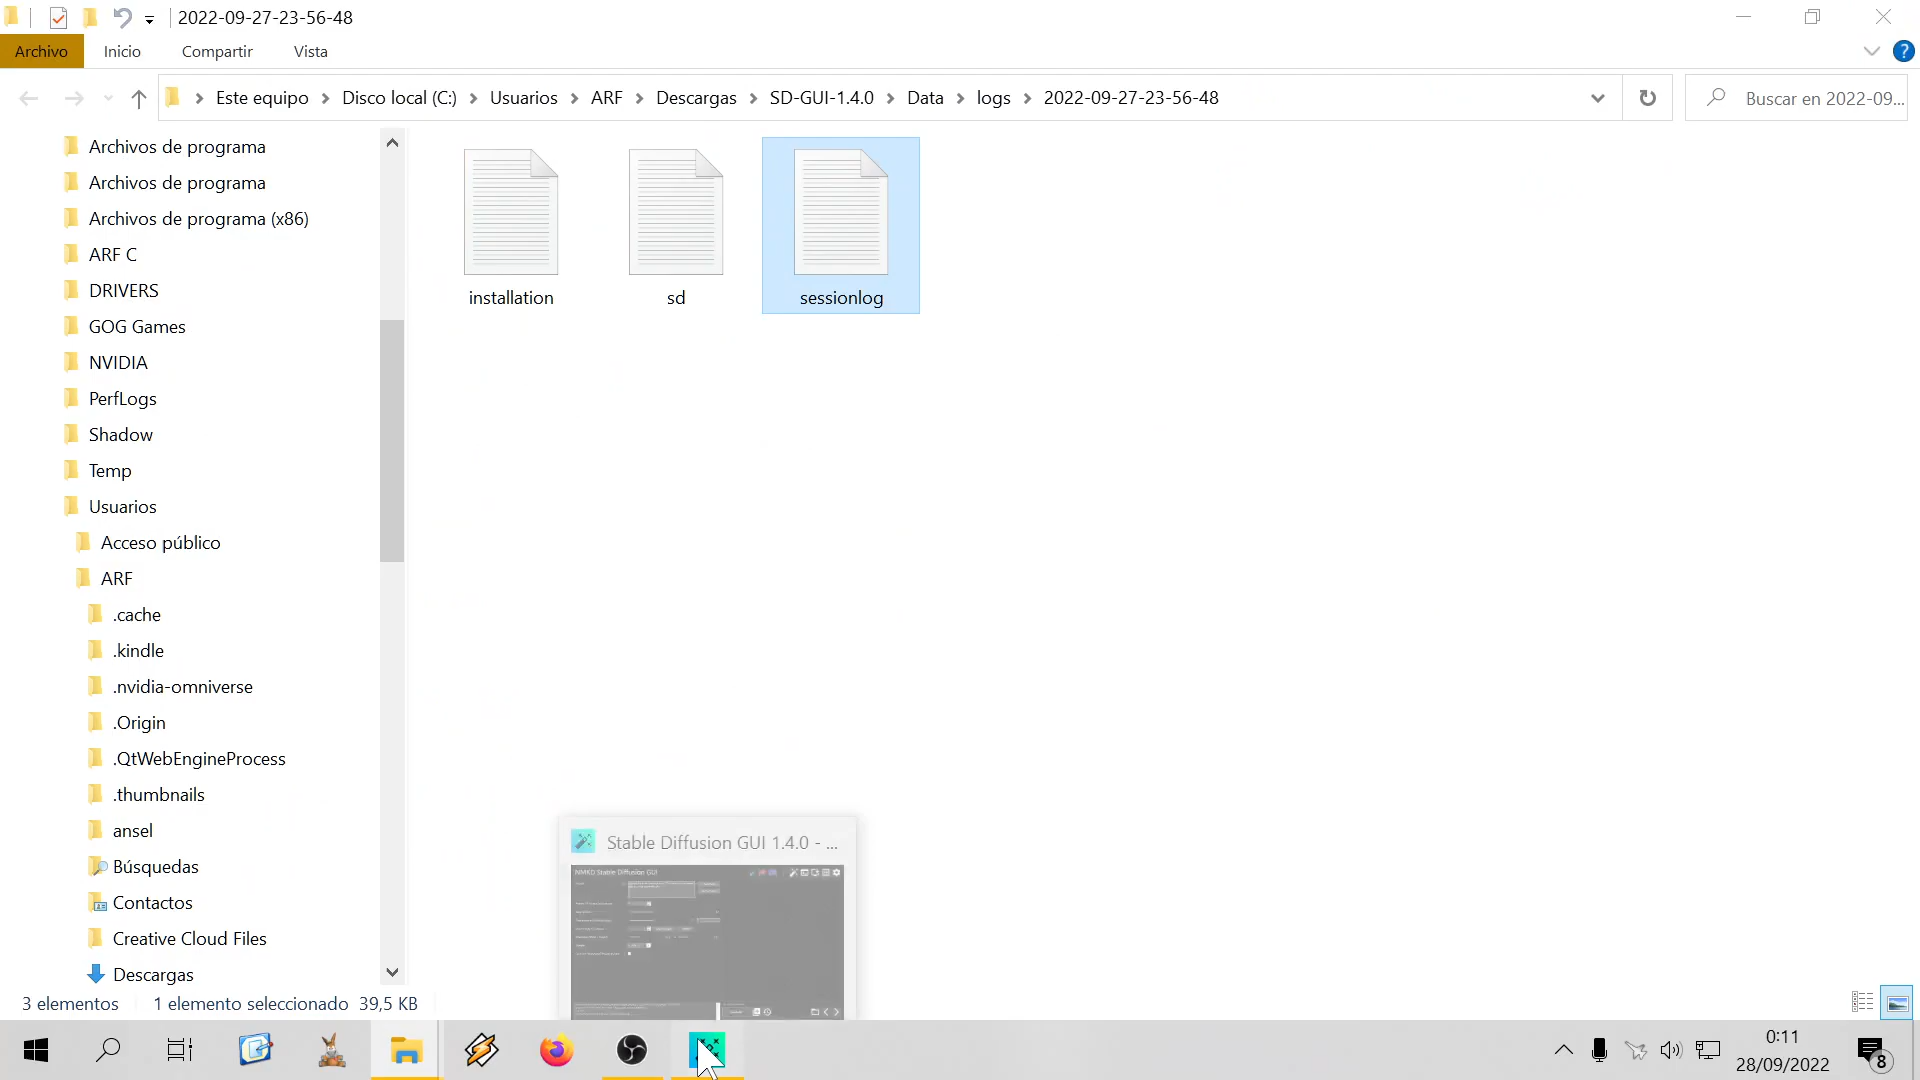 2022-09-27-23-56-48
Archivo Inicio Compartir Vista
Este equipo Disco local (C:) Usuarios ARF Descargas SD-GUI-1.4.0 Data logs 2022-09-27-23-56-48
Buscar en 2022-09...
Archivos de programa
Archivos de programa
Archivos de programa (x86)
ARF C
DRIVERS
GOG Games
NVIDIA
PerfLogs
Shadow
Temp
Usuarios
Acceso público
ARF
.cache
.kindle
.nvidia-omniverse
.Origin
.QtWebEngineProcess
.thumbnails
ansel
Búsquedas
Contactos
Creative Cloud Files
Descargas
installation
sd
sessionlog
Stable Diffusion GUI 1.4.0 - ...
NMKD Stable Diffusion GUI
3 elementos 1 elemento seleccionado 39,5 KB
0:11
28/09/2022
8